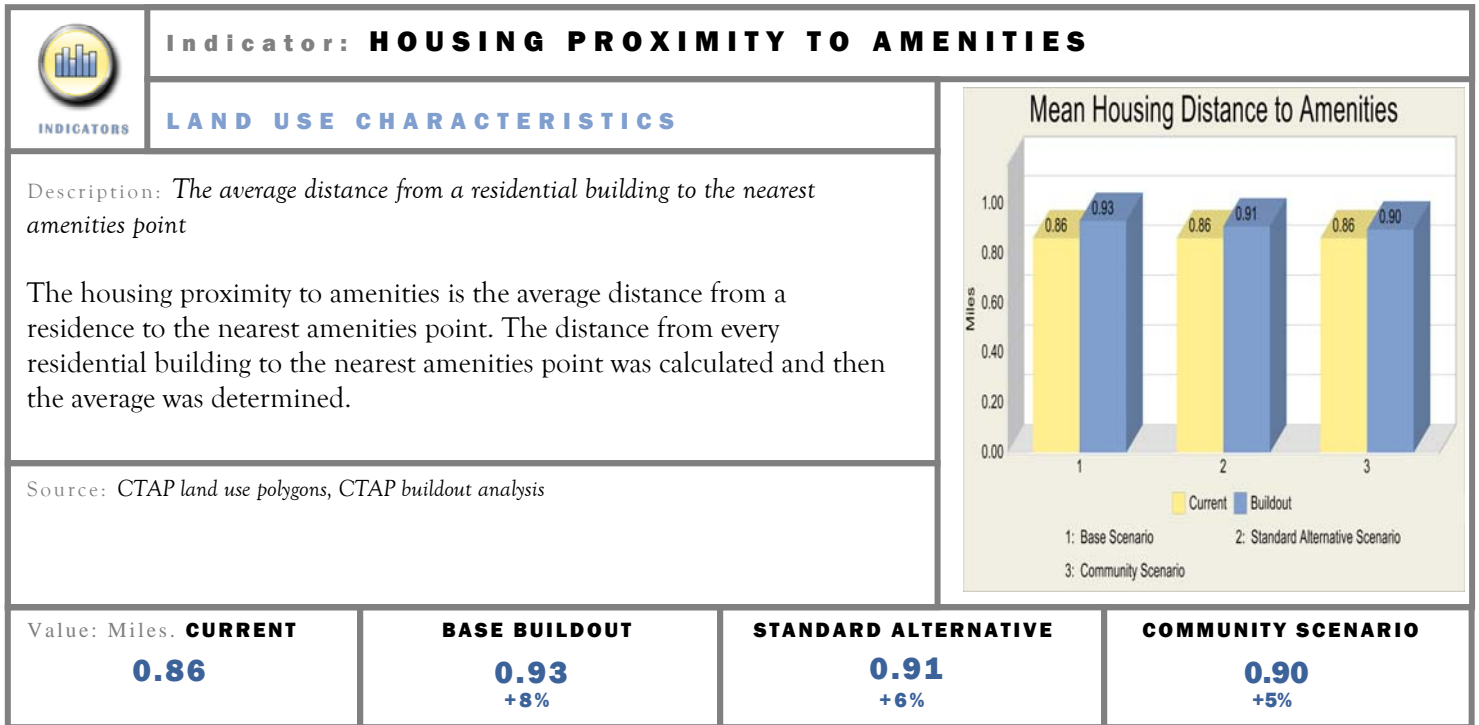 Indicator: HOUSING PROXIMITY TO AMENITIES
INDICATORS
LAND USE CHARACTERISTICS
Description: The average distance from a residential building to the nearest
amenities point
The housing proximity to amenities is the average distance from a
residence to the nearest amenities point. The distance from every
residential building to the nearest amenities point was calculated and then
the average was determined.
Source: CTAP land use polygons, CTAP buildout analysis
Mean Housing Distance to Amenities
Miles
1.00
0.80
0.60
0.40
0.20
0.00
0.86 0.93 0.86 0.91 0.86 0.90
1 2 3
Current Buildout
1: Base Scenario 2: Standard Alternative Scenario
3: Community Scenario
Value: Miles. CURRENT
0.86
BASE BUILDOUT
0.93
+8%
STANDARD ALTERNATIVE
0.91
+6%
COMMUNITY SCENARIO
0.90
+5%